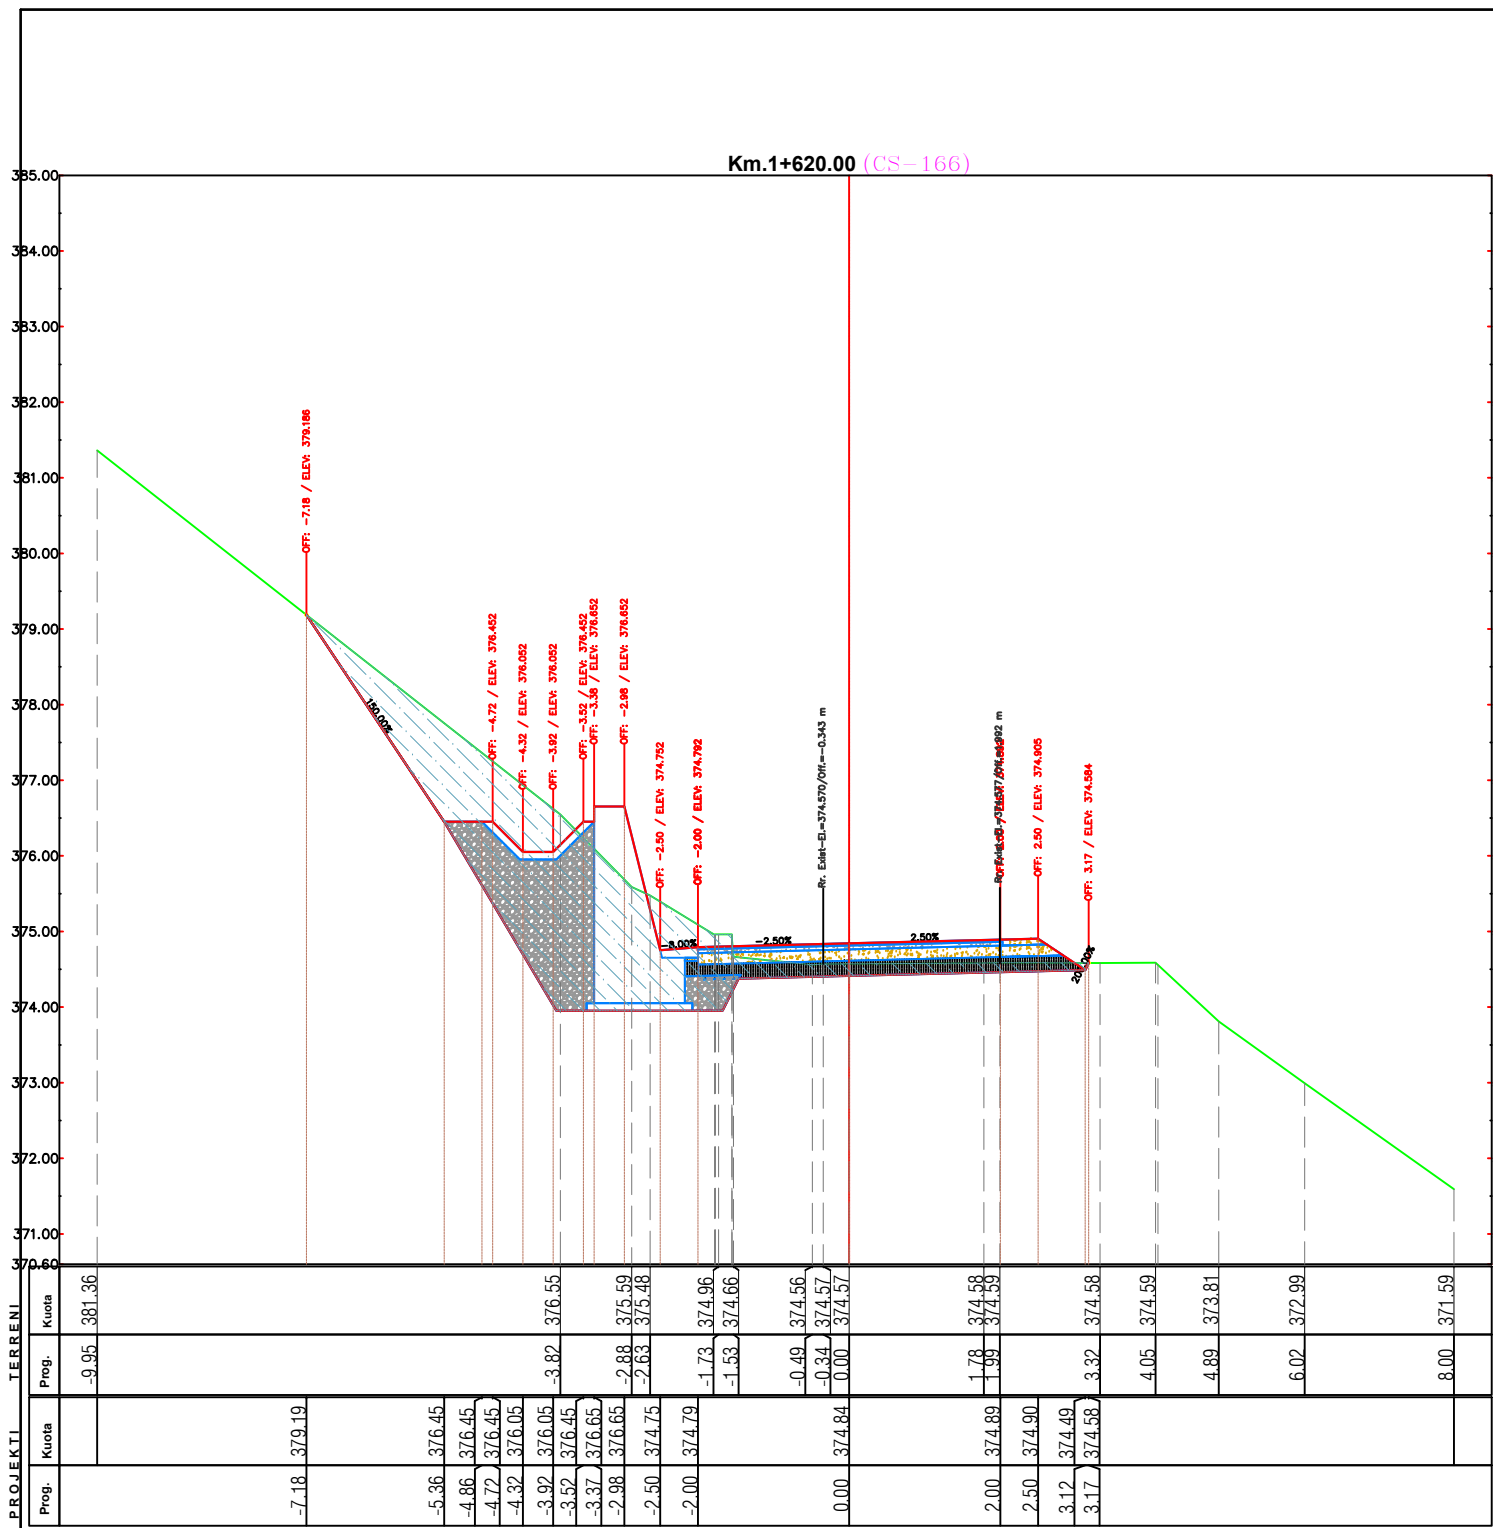 Km.1+620.00 (CS-166)
385.00
384.00
383.00
382.00
381.00
380.00
379.00
378.00
377.00
376.00
375.00
374.00
373.00
372.00
371.00
370.60
OFF: -7.18 / ELEV: 379.186
OFF: -4.72 / ELEV: 376.452
OFF: -4.32 / ELEV: 376.052
OFF: -3.92 / ELEV: 376.052
OFF: -3.52 / ELEV: 376.452
OFF: -3.38 / ELEV: 376.652
OFF: -2.98 / ELEV: 376.652
OFF: -2.50 / ELEV: 374.752
OFF: -2.00 / ELEV: 374.792
Rr. Exist-El.=374.570/Off.=-0.343 m
OFF: 2.50 / ELEV: 374.905
OFF: 3.17 / ELEV: 374.584
150.00%
-3.00%
-2.50%
2.50%
TERRENI
Kuota
381.36 376.55 375.59 375.48 374.96 374.66 374.56 374.57 374.57 374.58 374.59 374.58 374.59 373.81 372.99 371.59
Prog.
-9.95 -3.82 -2.88 -2.63 -1.73 -1.53 -0.49 -0.34 0.00 1.78 1.99 3.32 4.05 4.89 6.02 8.00
PROJEKTI
Kuota
379.19 376.45 376.45 376.45 376.05 376.05 376.45 376.65 376.65 374.75 374.79 374.84 374.89 374.90 374.49 374.58
Prog.
-7.18 -5.36 -4.86 -4.72 -4.32 -3.92 -3.52 -3.37 -2.98 -2.50 -2.00 0.00 2.00 2.50 3.12 3.17